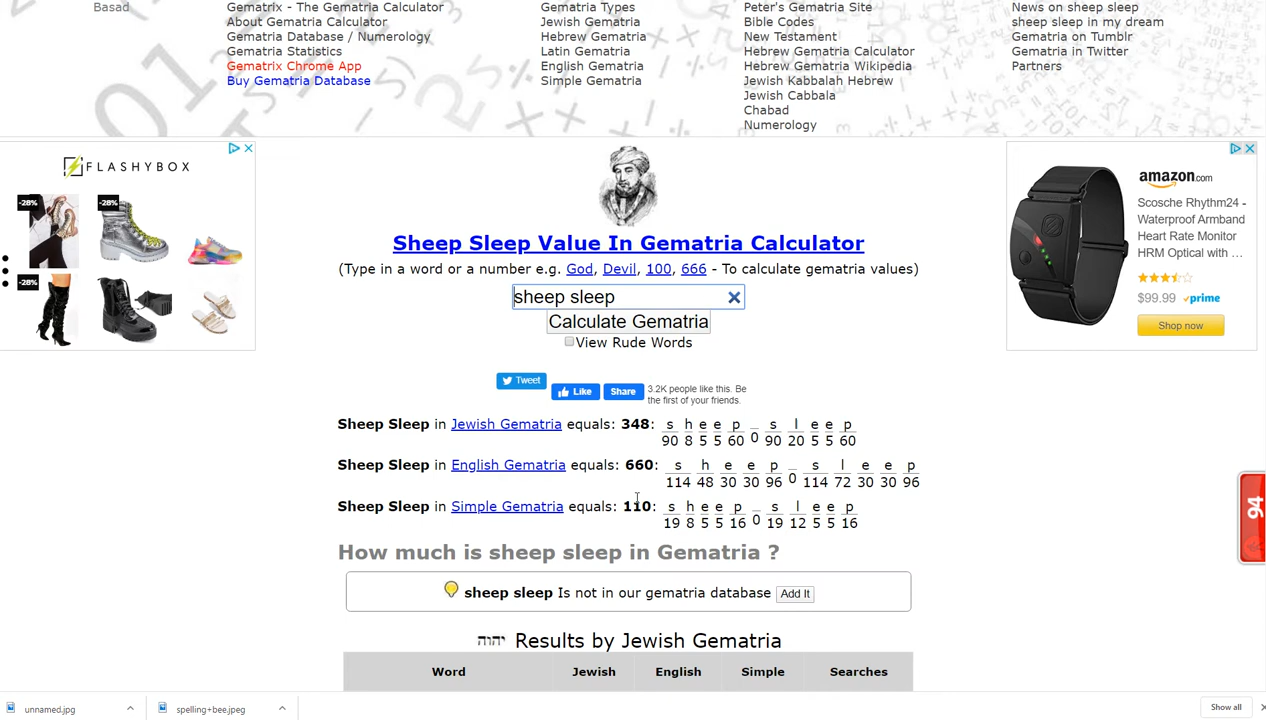 Basad
Gematrix - The Gematria Calculator
About Gematria Calculator
Gematria Database / Numerology
Gematria Statistics
Gematrix Chrome App
Buy Gematria Database
Gematria Types
Jewish Gematria
Hebrew Gematria
Latin Gematria
English Gematria
Simple Gematria
Peter's Gematria Site
Bible Codes
New Testament
Hebrew Gematria Calculator
Hebrew Gematria Wikipedia
Jewish Kabbalah Hebrew
Jewish Cabbala
Chabad
Numerology
News on sheep sleep
sheep sleep in my dream
Gematria on Tumblr
Gematria in Twitter
Partners
FLASHYBOX
-28%
-28%
-28%
amazon.com
Scosche Rhythm24 -
Waterproof Armband
Heart Rate Monitor
HRM Optical with ...
$99.99 prime
Shop now
Sheep Sleep Value In Gematria Calculator
(Type in a word or a number e.g. God, Devil, 100, 666 - To calculate gematria values)
sheep sleep
Calculate Gematria
View Rude Words
Tweet
Like
Share
3.2K people like this. Be
the first of your friends.
Sheep Sleep in Jewish Gematria equals: 348: s h e e p _ s l e e p
90 8 5 5 60 0 90 20 5 5 60
Sheep Sleep in English Gematria equals: 660: s h e e p _ s l e e p
114 48 30 30 96 0 114 72 30 30 96
Sheep Sleep in Simple Gematria equals: 110: s h e e p _ s l e e p
19 8 5 5 16 0 19 12 5 5 16
How much is sheep sleep in Gematria ?
sheep sleep Is not in our gematria database Add It
יהוה Results by Jewish Gematria
Word Jewish English Simple Searches
94
unnamed.jpg
spelling+bee.jpeg
Show all